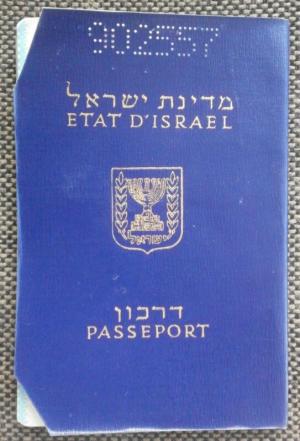 902557
מדינת ישראל
ETAT D'ISRAEL
ישראל
דרכון
PASSEPORT